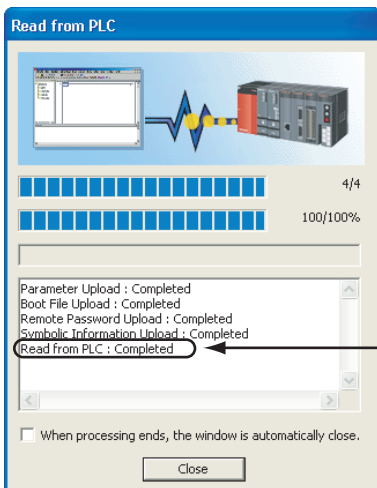 Read from PLC
4/4
100/100%
Parameter Upload : Completed
Boot File Upload : Completed
Remote Password Upload : Completed
Symbolic Information Upload : Completed
Read from PLC : Completed
When processing ends, the window is automatically close.
Close